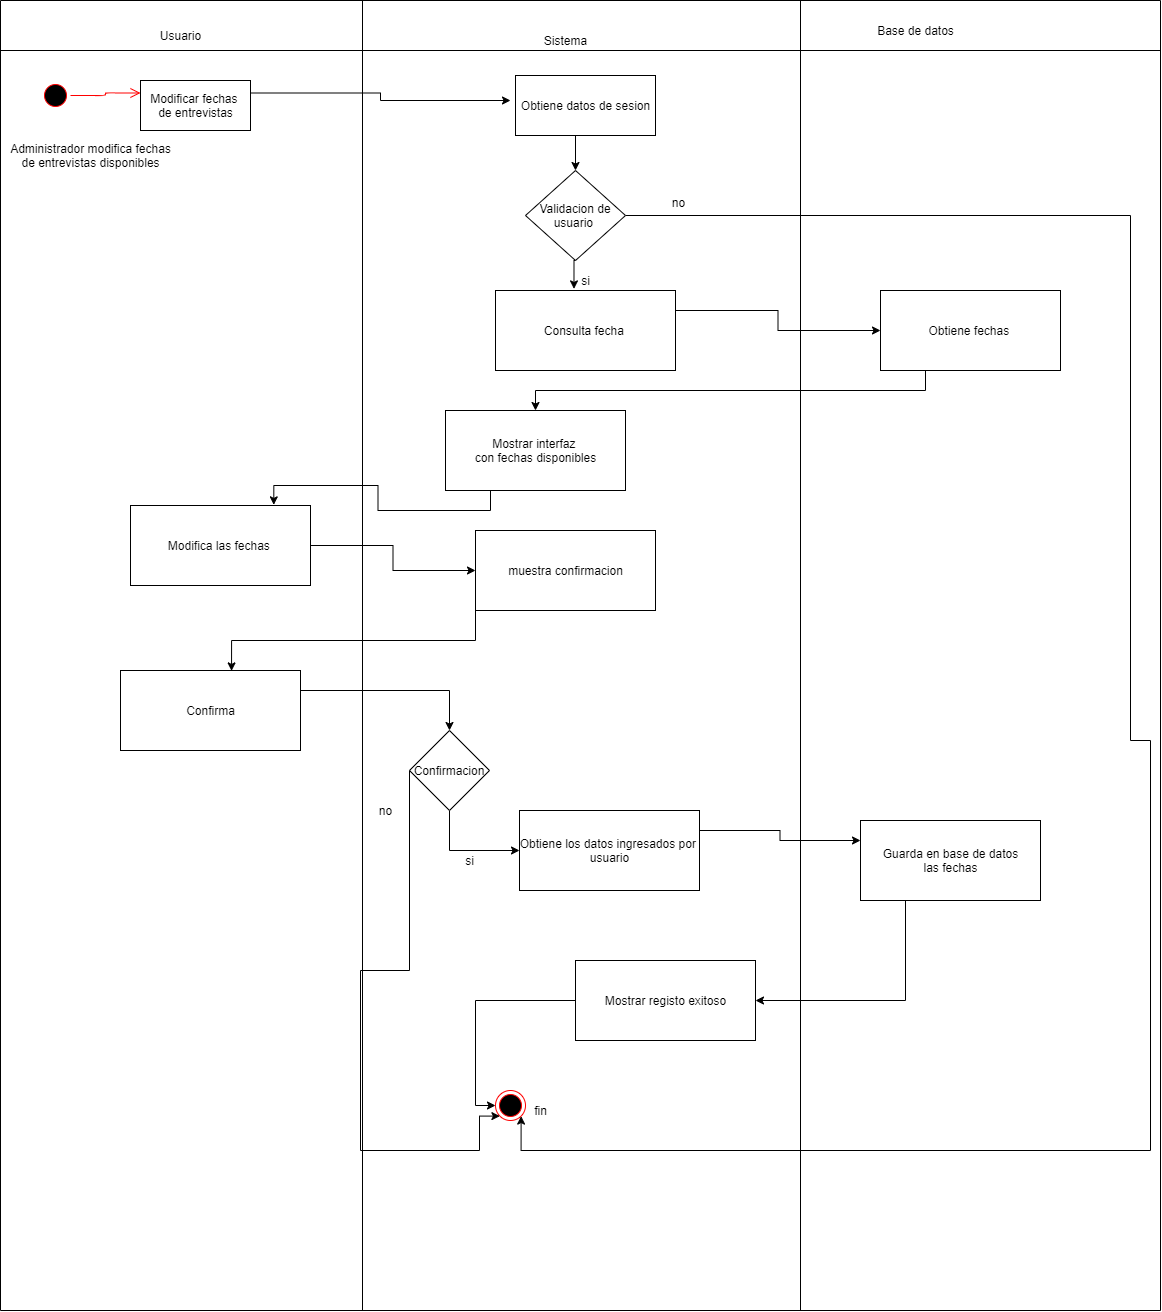 Usuario
Sistema
Base de datos
Modificar fechas
de entrevistas
Obtiene datos de sesion
Administrador modifica fechas
de entrevistas disponibles
Validacion de
usuario
no
si
Consulta fecha
Obtiene fechas
Mostrar interfaz
con fechas disponibles
Modifica las fechas
muestra confirmacion
Confirma
Confirmacion
no
si
Obtiene los datos ingresados por
usuario
Guarda en base de datos
las fechas
Mostrar registo exitoso
fin